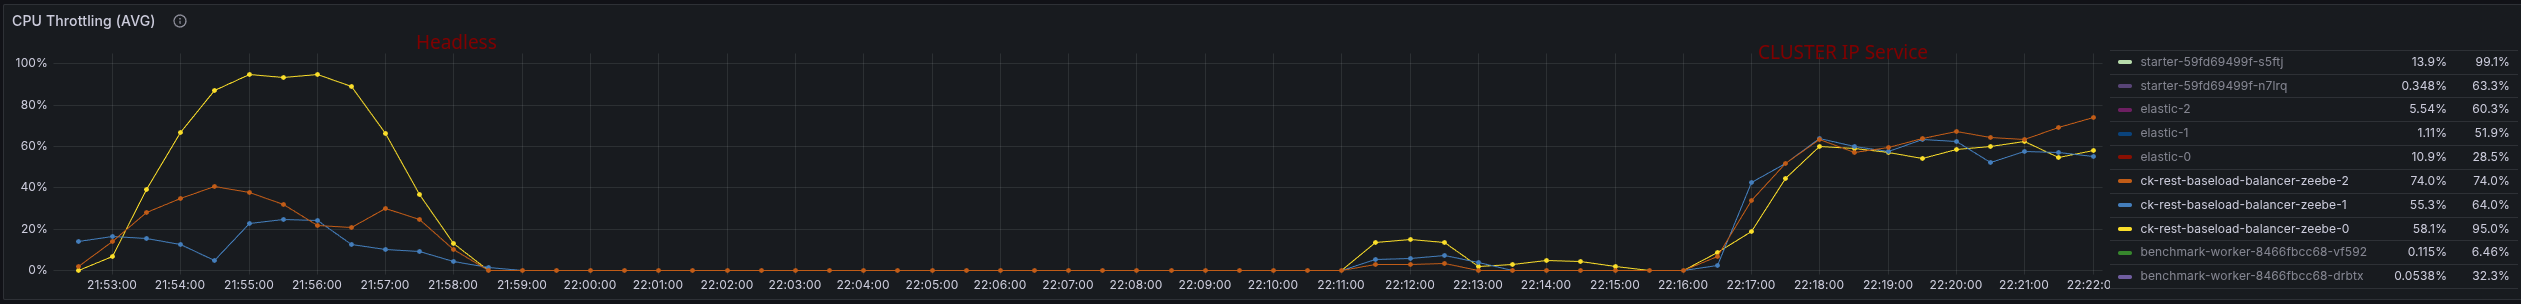 CPU Throttling (AVG)
Headless
CLUSTER IP Service
100%
80%
60%
40%
20%
0%
21:53:00 21:54:00 21:55:00 21:56:00 21:57:00 21:58:00 21:59:00 22:00:00 22:01:00 22:02:00 22:03:00 22:04:00 22:05:00 22:06:00 22:07:00 22:08:00 22:09:00 22:10:00 22:11:00 22:12:00 22:13:00 22:14:00 22:15:00 22:16:00 22:17:00 22:18:00 22:19:00 22:20:00 22:21:00 22:22:0
starter-59fd69499f-s5ftj 13.9% 99.1%
starter-59fd69499f-n7lrq 0.348% 63.3%
elastic-2 5.54% 60.3%
elastic-1 1.11% 51.9%
elastic-0 10.9% 28.5%
ck-rest-baseload-balancer-zeebe-2 74.0% 74.0%
ck-rest-baseload-balancer-zeebe-1 55.3% 64.0%
ck-rest-baseload-balancer-zeebe-0 58.1% 95.0%
benchmark-worker-8466fbcc68-vf592 0.115% 6.46%
benchmark-worker-8466fbcc68-drbtx 0.0538% 32.3%